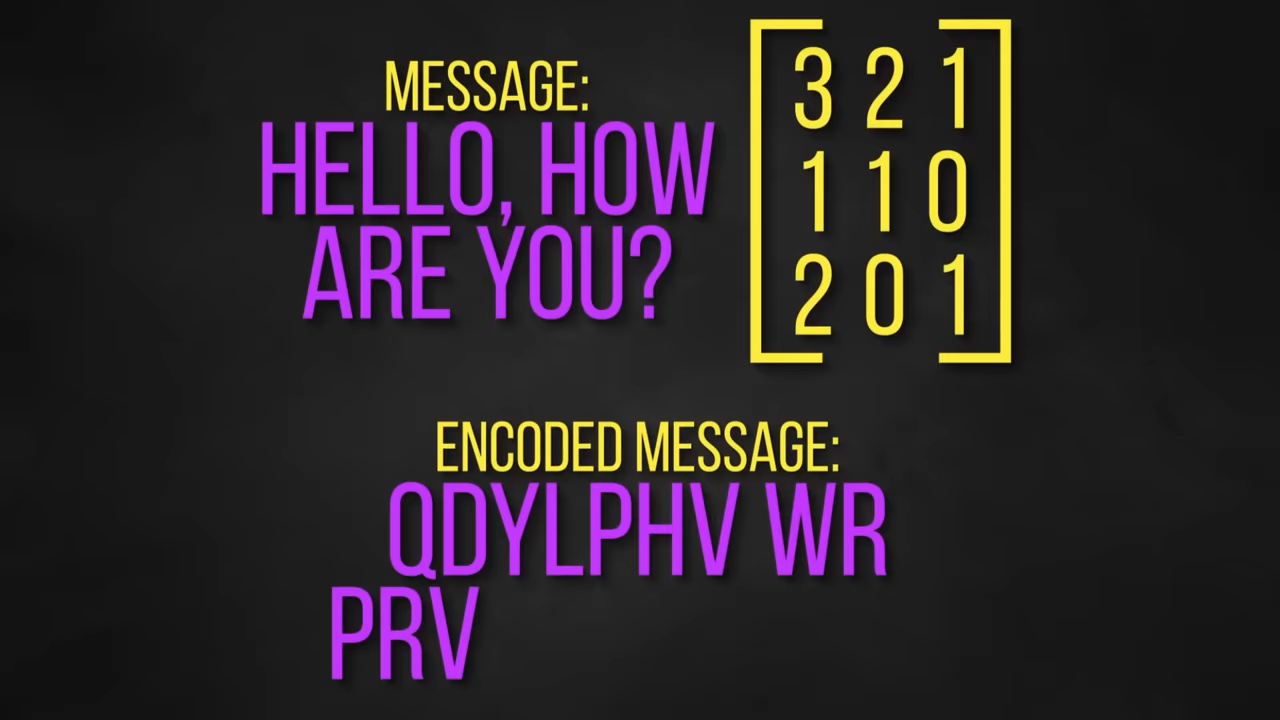 MESSAGE:
HELLO, HOW
ARE YOU?
3 2 1
1 1 0
2 0 1
ENCODED MESSAGE:
QDYLPHV WR
PRV